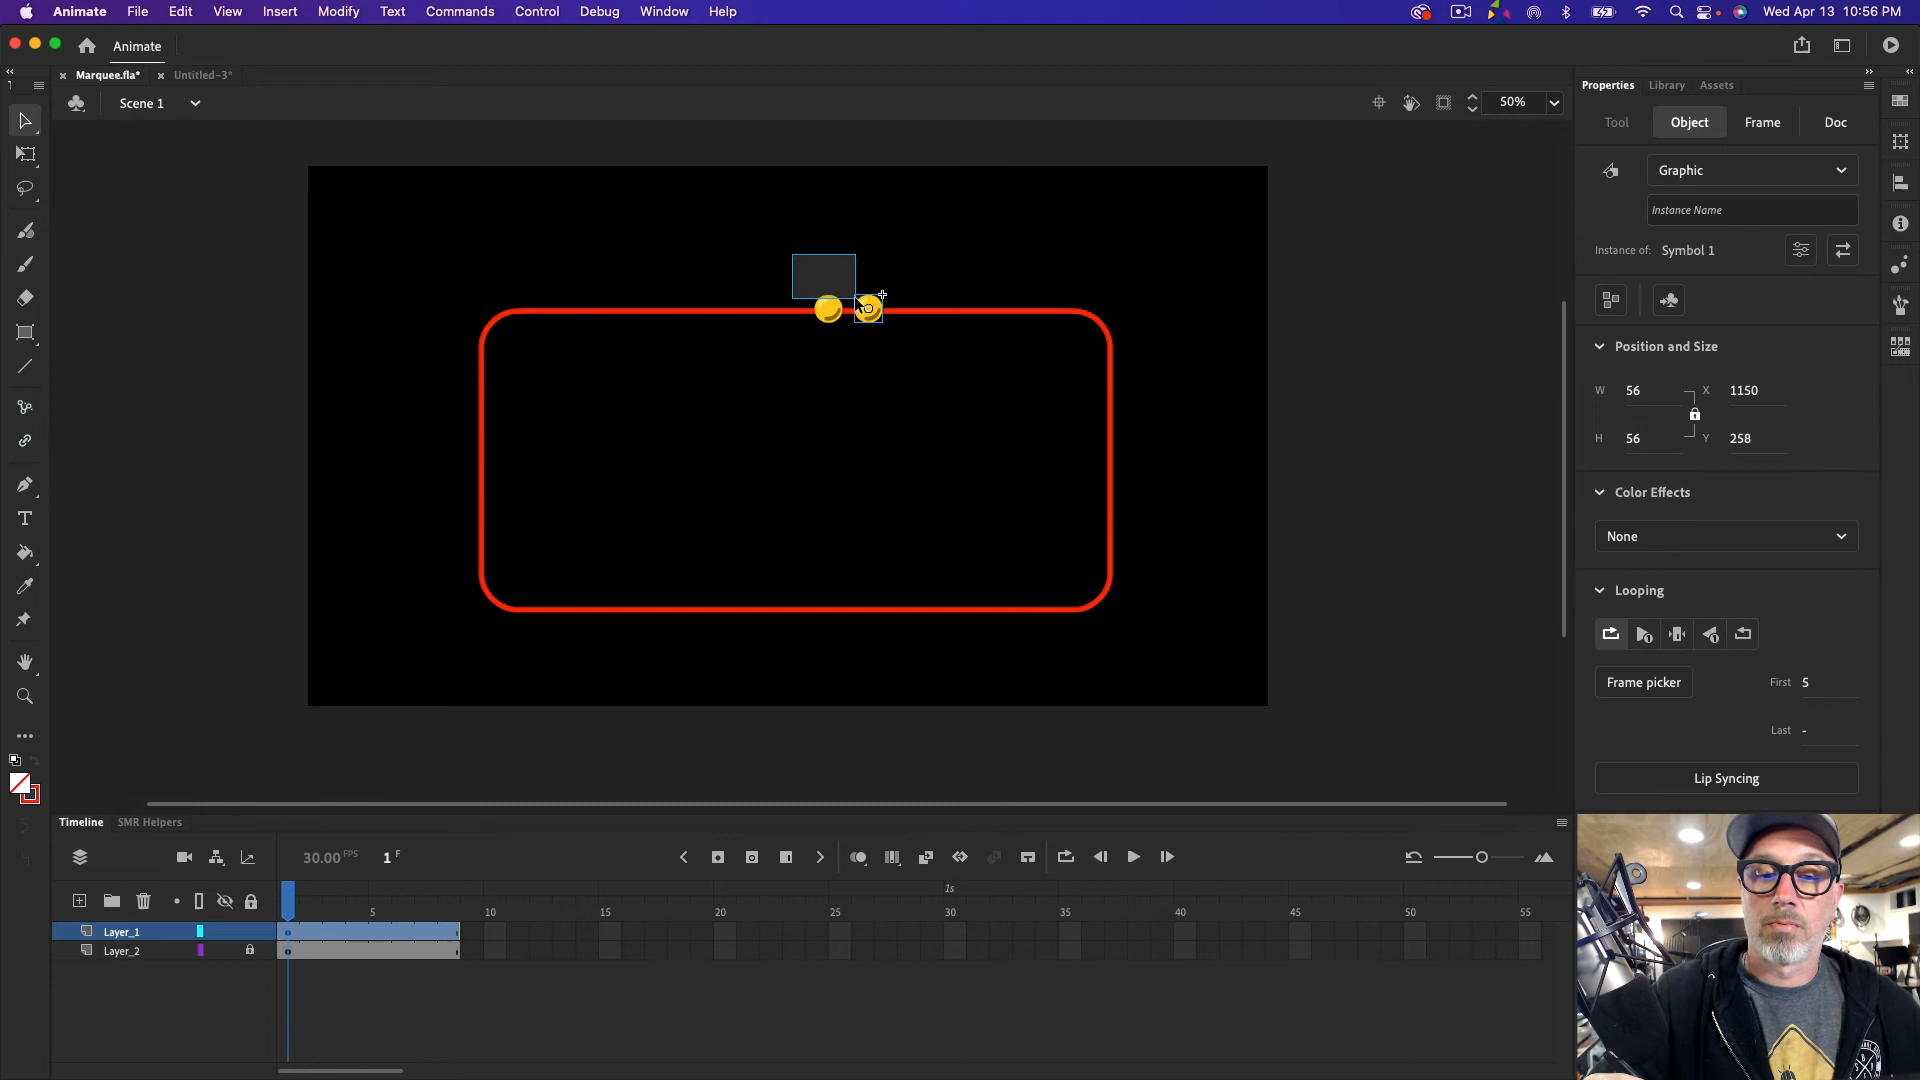 Animate File Edit View Insert Modify Text Commands Control Debug Window Help Wed Apr 13 10:56 PM
Animate
Marquee.fla* Untitled-3*
Scene 1 50%
Properties Library Assets
Tool Object Frame Doc
Graphic
Instance Name
Instance of: Symbol 1
Position and Size
W 56 X 1150
H 56 Y 258
Color Effects
None
Looping
Frame picker First 5
Last -
Lip Syncing
Timeline SMR Helpers
30.00 FPS 1 F
1s
5 10 15 20 25 30 35 40 45 50 55
Layer_1
Layer_2